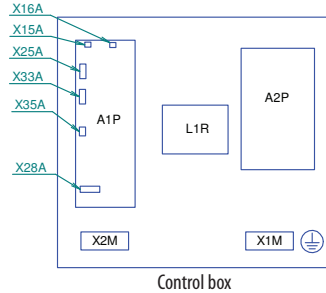 X16A
X15A
X25A
X33A
X35A
X28A
A1P
L1R
A2P
X2M
X1M
Control box